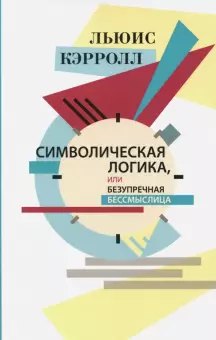 ЛЬЮИС
КЭРРОЛЛ
СИМВОЛИЧЕСКАЯ
ЛОГИКА,
ИЛИ
БЕЗУПРЕЧНАЯ
БЕССМЫСЛИЦА